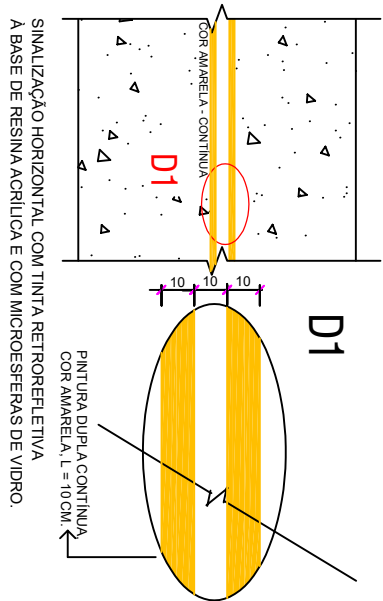 D1
COR AMARELA - CONTÍNUA
D1
10
10
10
PINTURA DUPLA CONTÍNUA,
COR AMARELA, L = 10 CM.
SINALIZAÇÃO HORIZONTAL COM TINTA RETROREFLETIVA
À BASE DE RESINA ACRÍLICA E COM MICROESFERAS DE VIDRO.